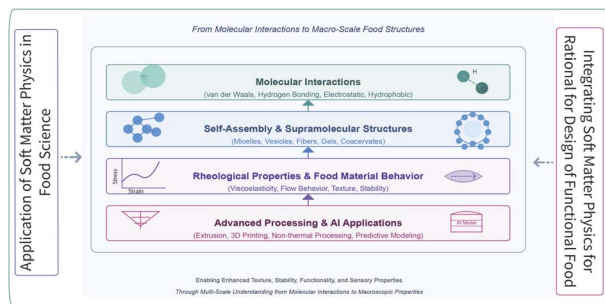 From Molecular Interactions to Macro-Scale Food Structures
Application of Soft Matter Physics in
Food Science
H
Molecular Interactions
(van der Waals, Hydrogen Bonding, Electrostatic, Hydrophobic)
Self-Assembly & Supramolecular Structures
(Micelles, Vesicles, Fibers, Gels, Coacervates)
Stress
Strain
Rheological Properties & Food Material Behavior
(Viscoelasticity, Flow Behavior, Texture, Stability)
Advanced Processing & AI Applications
(Extrusion, 3D Printing, Non-thermal Processing, Predictive Modeling)
AI Model
Integrating Soft Matter Physics for
Rational for Design of Functional Food
Enabling Enhanced Texture, Stability, Functionality, and Sensory Properties
Through Multi-Scale Understanding from Molecular Interactions to Macroscopic Properties